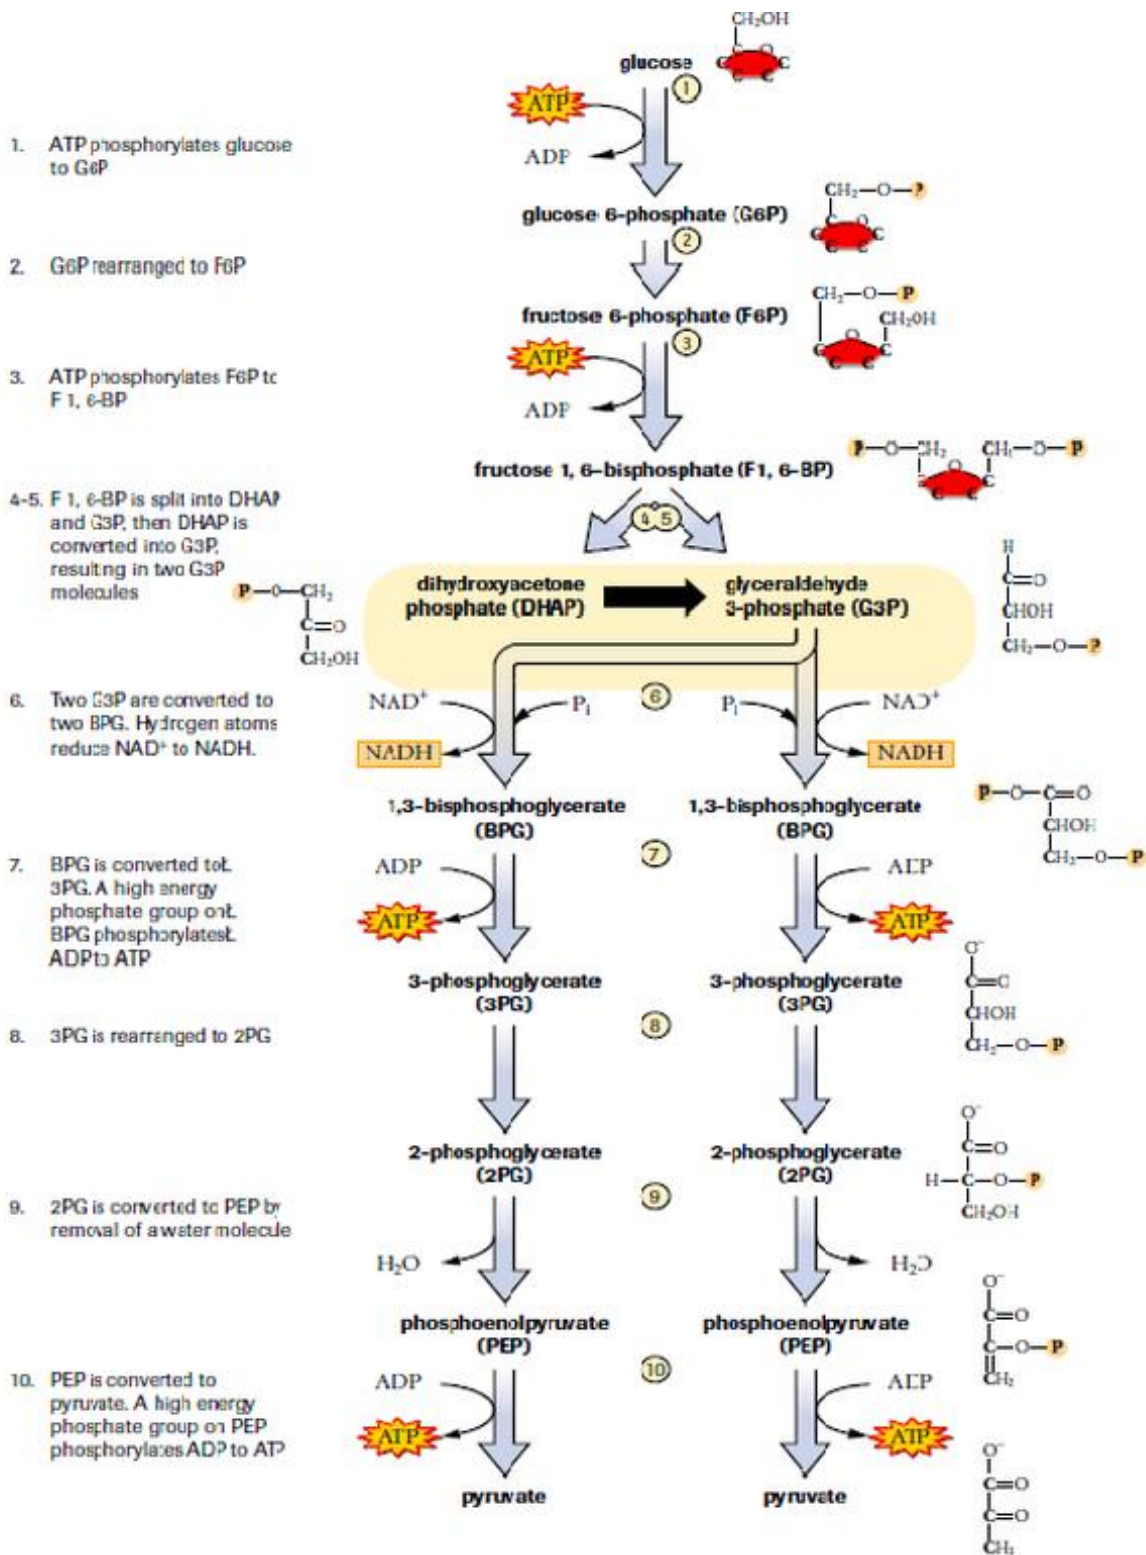 CH₂OH
C O
C C
C C
glucose
1
ATP
ADP
1. ATP phosphorylates glucose
to G6P
CH₂—O—P
C O
C C
C C
glucose 6-phosphate (G6P)
2
2. G6P rearranged to F6P
CH₂—O—P
CH₂OH
O
C C
C C
fructose 6-phosphate (F6P)
3
ATP
ADP
3. ATP phosphorylates F6P to
F 1, 6-BP
P—O—CH₂ CH₂—O—P
O
C C
C C
fructose 1, 6-bisphosphate (F1, 6-BP)
4 5
4-5. F 1, 6-BP is split into DHAP
and G3P, then DHAP is
converted into G3P,
resulting in two G3P
molecules
P—O—CH₂
C=O
CH₂OH
dihydroxyacetone
phosphate (DHAP)
glyceraldehyde
3-phosphate (G3P)
H
C=O
CHOH
CH₂—O—P
6. Two G3P are converted to
two BPG. Hydrogen atoms
reduce NAD⁺ to NADH.
NAD⁺ Pi 6 Pi NAD⁺
NADH NADH
1,3-bisphosphoglycerate
(BPG)
1,3-bisphosphoglycerate
(BPG)
P—O—C=O
CHOH
CH₂—O—P
7
7. BPG is converted toŁ
3PG. A high energy
phosphate group onŁ
BPG phosphorylatesŁ
ADP to ATP
ADP ADP
ATP ATP
3-phosphoglycerate
(3PG)
3-phosphoglycerate
(3PG)
O⁻
C=O
CHOH
CH₂—O—P
8
8. 3PG is rearranged to 2PG
2-phosphoglycerate
(2PG)
2-phosphoglycerate
(2PG)
O⁻
C=O
H—C—O—P
CH₂OH
9
9. 2PG is converted to PEP by
removal of a water molecule
H₂O H₂O
phosphoenolpyruvate
(PEP)
phosphoenolpyruvate
(PEP)
O⁻
C=O
C—O—P
CH₂
10
10. PEP is converted to
pyruvate. A high energy
phosphate group on PEP
phosphorylates ADP to ATP
ADP ADP
ATP ATP
pyruvate pyruvate
O⁻
C=O
C=O
CH₃